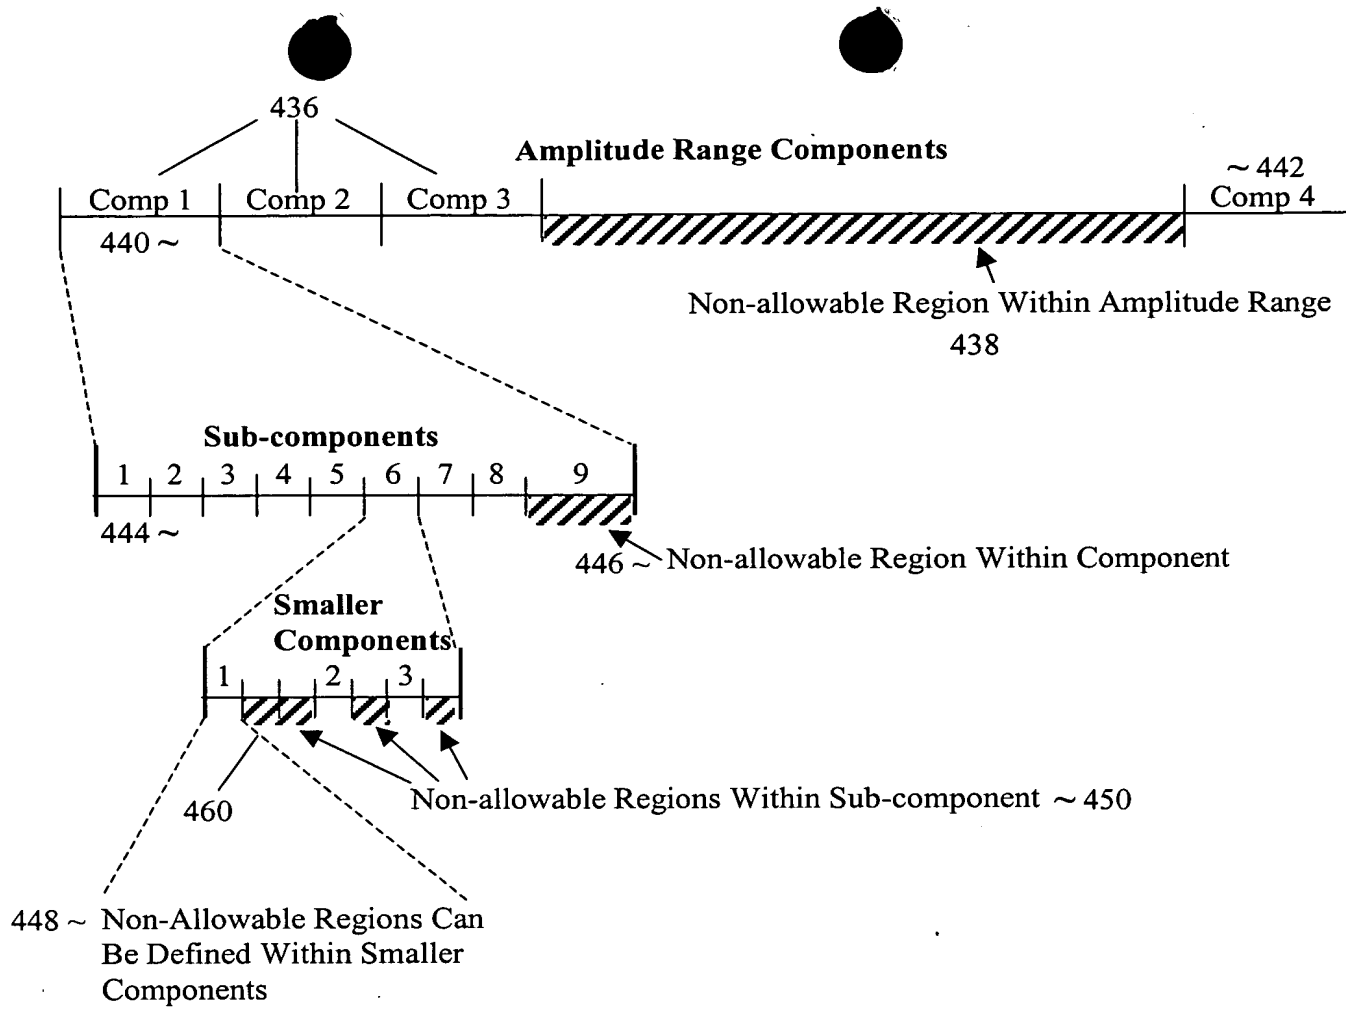 436
Amplitude Range Components
~ 442
Comp 1 Comp 2 Comp 3 Comp 4
440 ~
Non-allowable Region Within Amplitude Range
438
Sub-components
1 2 3 4 5 6 7 8 9
444 ~
446 ~ Non-allowable Region Within Component
Smaller
Components
1 2 3
460
Non-allowable Regions Within Sub-component ~ 450
448 ~ Non-Allowable Regions Can
Be Defined Within Smaller
Components